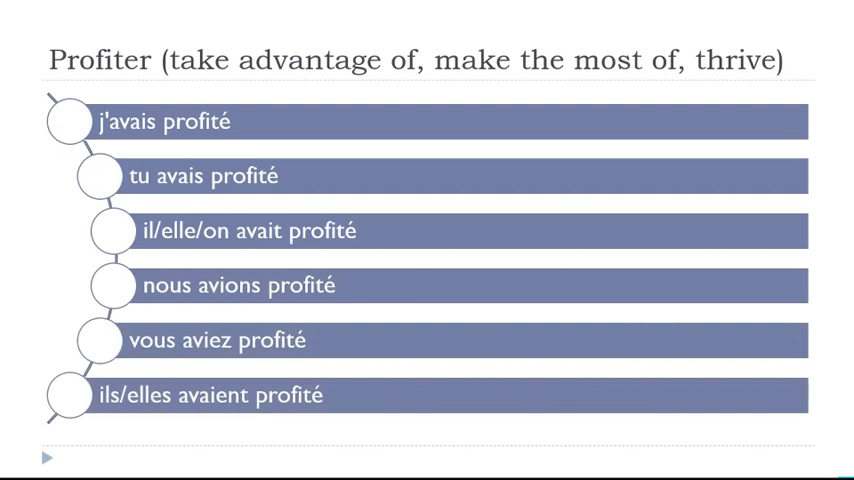 Profiter (take advantage of, make the most of, thrive)
j'avais profité
tu avais profité
il/elle/on avait profité
nous avions profité
vous aviez profité
ils/elles avaient profité